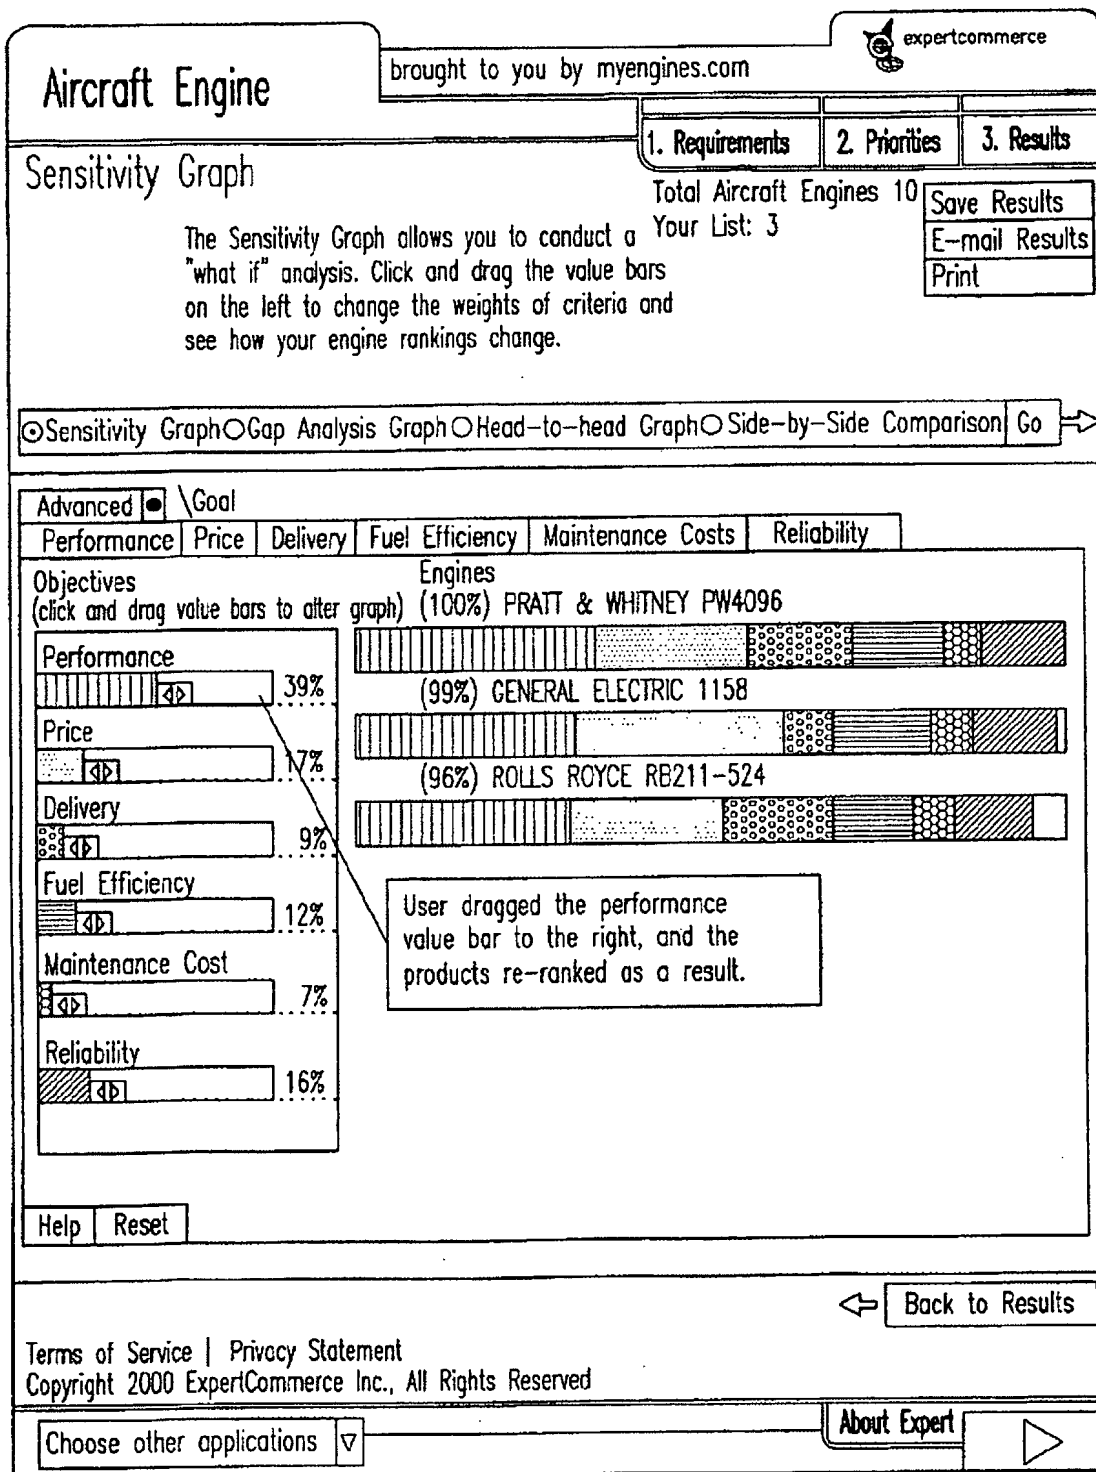 expertcommerce
Aircraft Engine
brought to you by myengines.com
1. Requirements
2. Priorities
3. Results
Sensitivity Graph
Total Aircraft Engines 10
Your List: 3
Save Results
E-mail Results
Print
The Sensitivity Graph allows you to conduct a
"what if" analysis. Click and drag the value bars
on the left to change the weights of criteria and
see how your engine rankings change.
Sensitivity Graph Gap Analysis Graph Head-to-head Graph Side-by-Side Comparison Go
Advanced \Goal
Performance Price Delivery Fuel Efficiency Maintenance Costs Reliability
Objectives
(click and drag value bars to alter graph)
Engines
(100%) PRATT & WHITNEY PW4096
Performance
39%
(99%) GENERAL ELECTRIC 1158
Price
17%
(96%) ROLLS ROYCE RB211-524
Delivery
9%
Fuel Efficiency
12%
User dragged the performance
value bar to the right, and the
products re-ranked as a result.
Maintenance Cost
7%
Reliability
16%
Help Reset
Back to Results
Terms of Service | Privacy Statement
Copyright 2000 ExpertCommerce Inc., All Rights Reserved
About Expert
Choose other applications